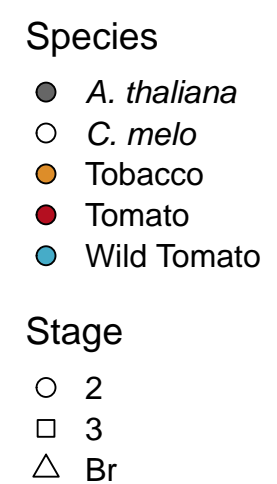 Species
A. thaliana
C. melo
Tobacco
Tomato
Wild Tomato
Stage
2
3
Br